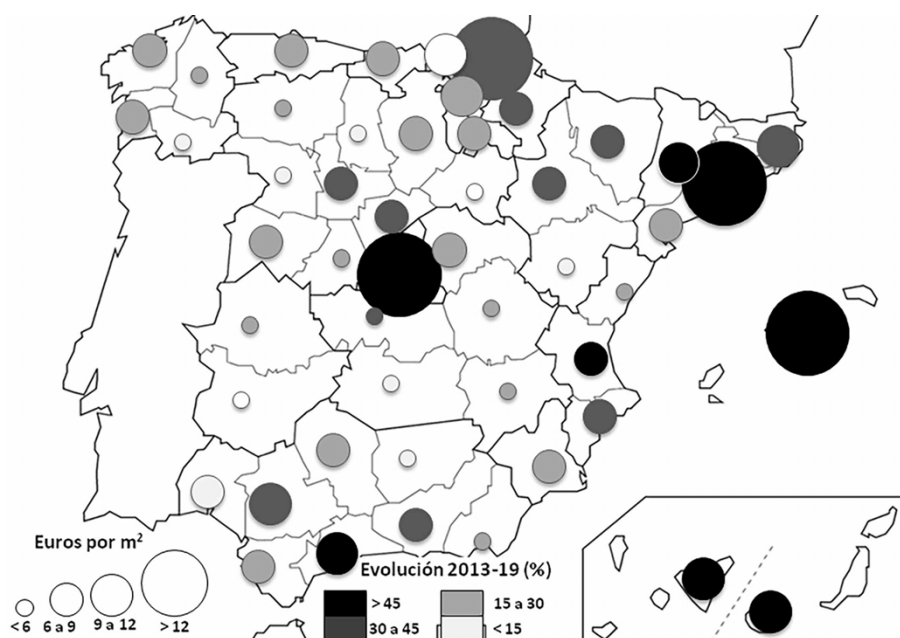 Euros por m²
< 6
6 a 9
9 a 12
> 12
Evolución 2013-19 (%)
> 45
15 a 30
30 a 45
< 15